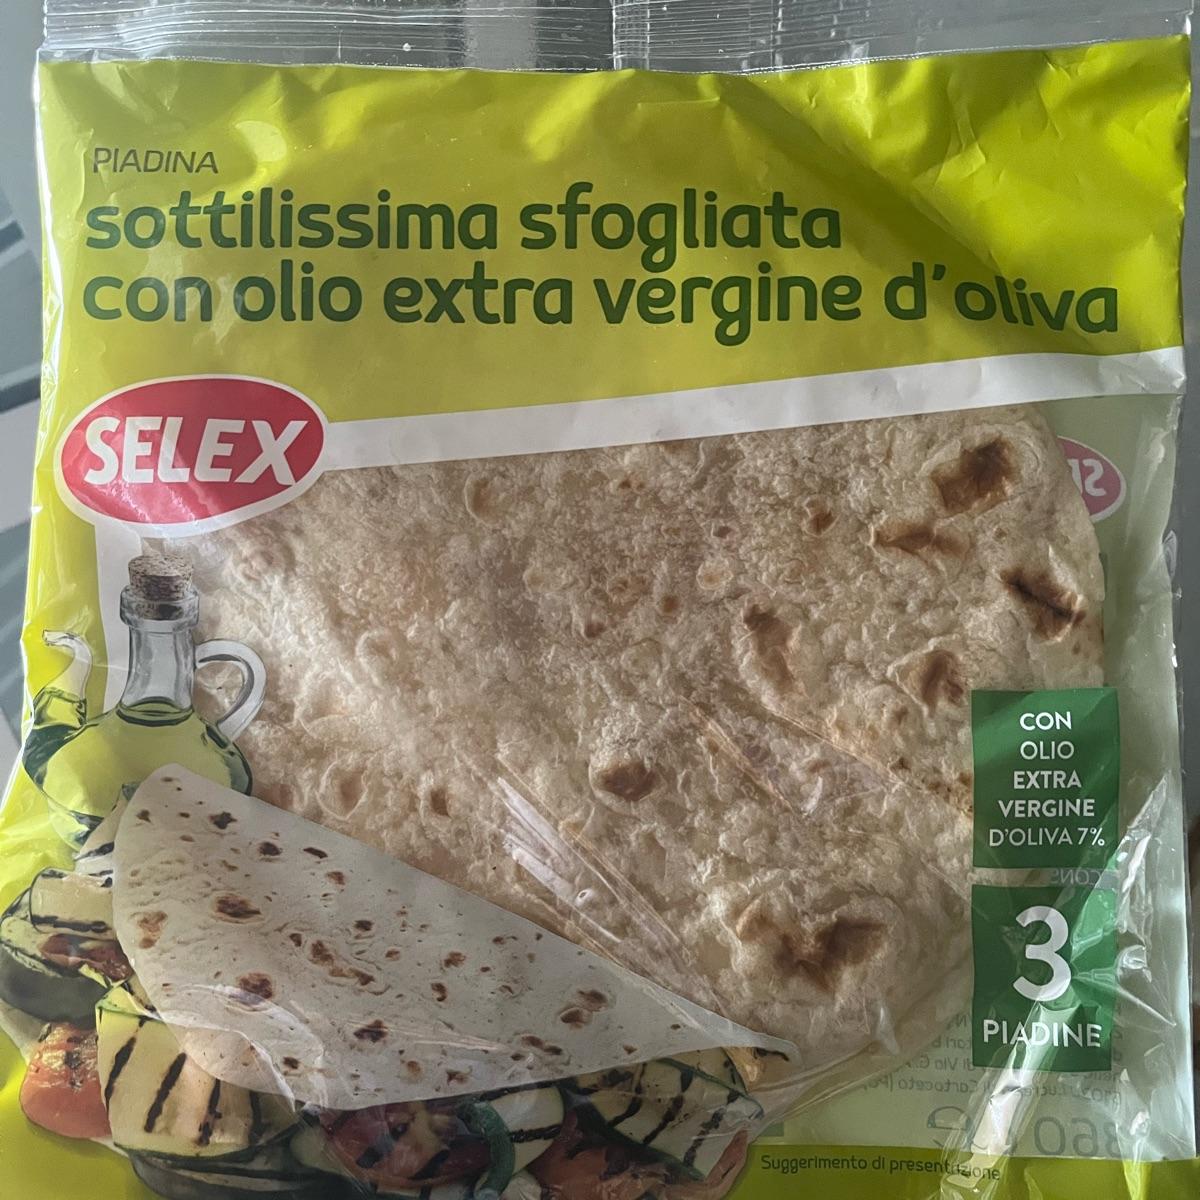 PIADINA
sottilissima sfogliata
con olio extra vergine d'oliva
SELEX
CON
OLIO
EXTRA
VERGINE
D'OLIVA 7%
3
PIADINE
360 g e
Suggerimento di presentazione